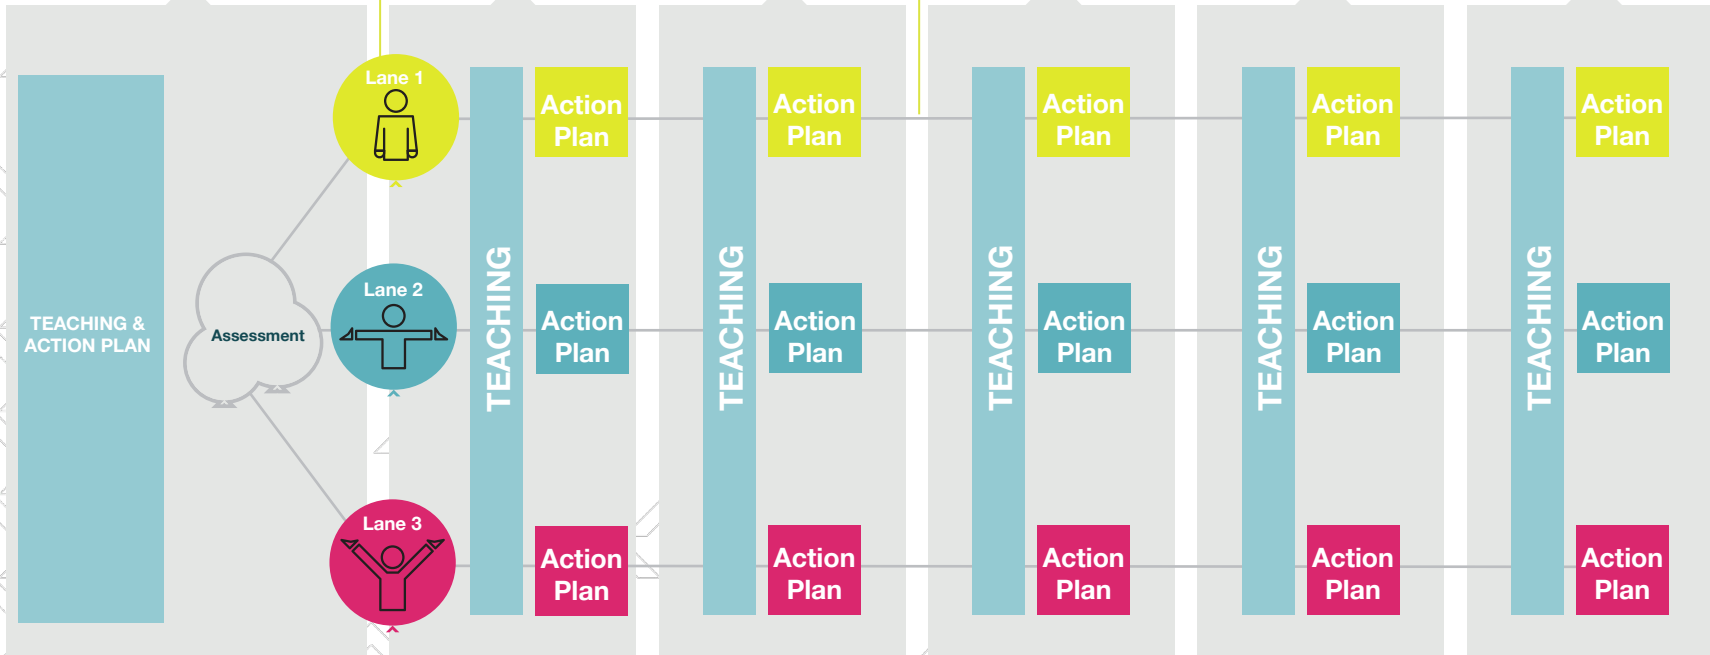 TEACHING &
ACTION PLAN
Assessment
Lane 1
Lane 2
Lane 3
TEACHING
Action
Plan
Action
Plan
Action
Plan
TEACHING
Action
Plan
Action
Plan
Action
Plan
TEACHING
Action
Plan
Action
Plan
Action
Plan
TEACHING
Action
Plan
Action
Plan
Action
Plan
TEACHING
Action
Plan
Action
Plan
Action
Plan